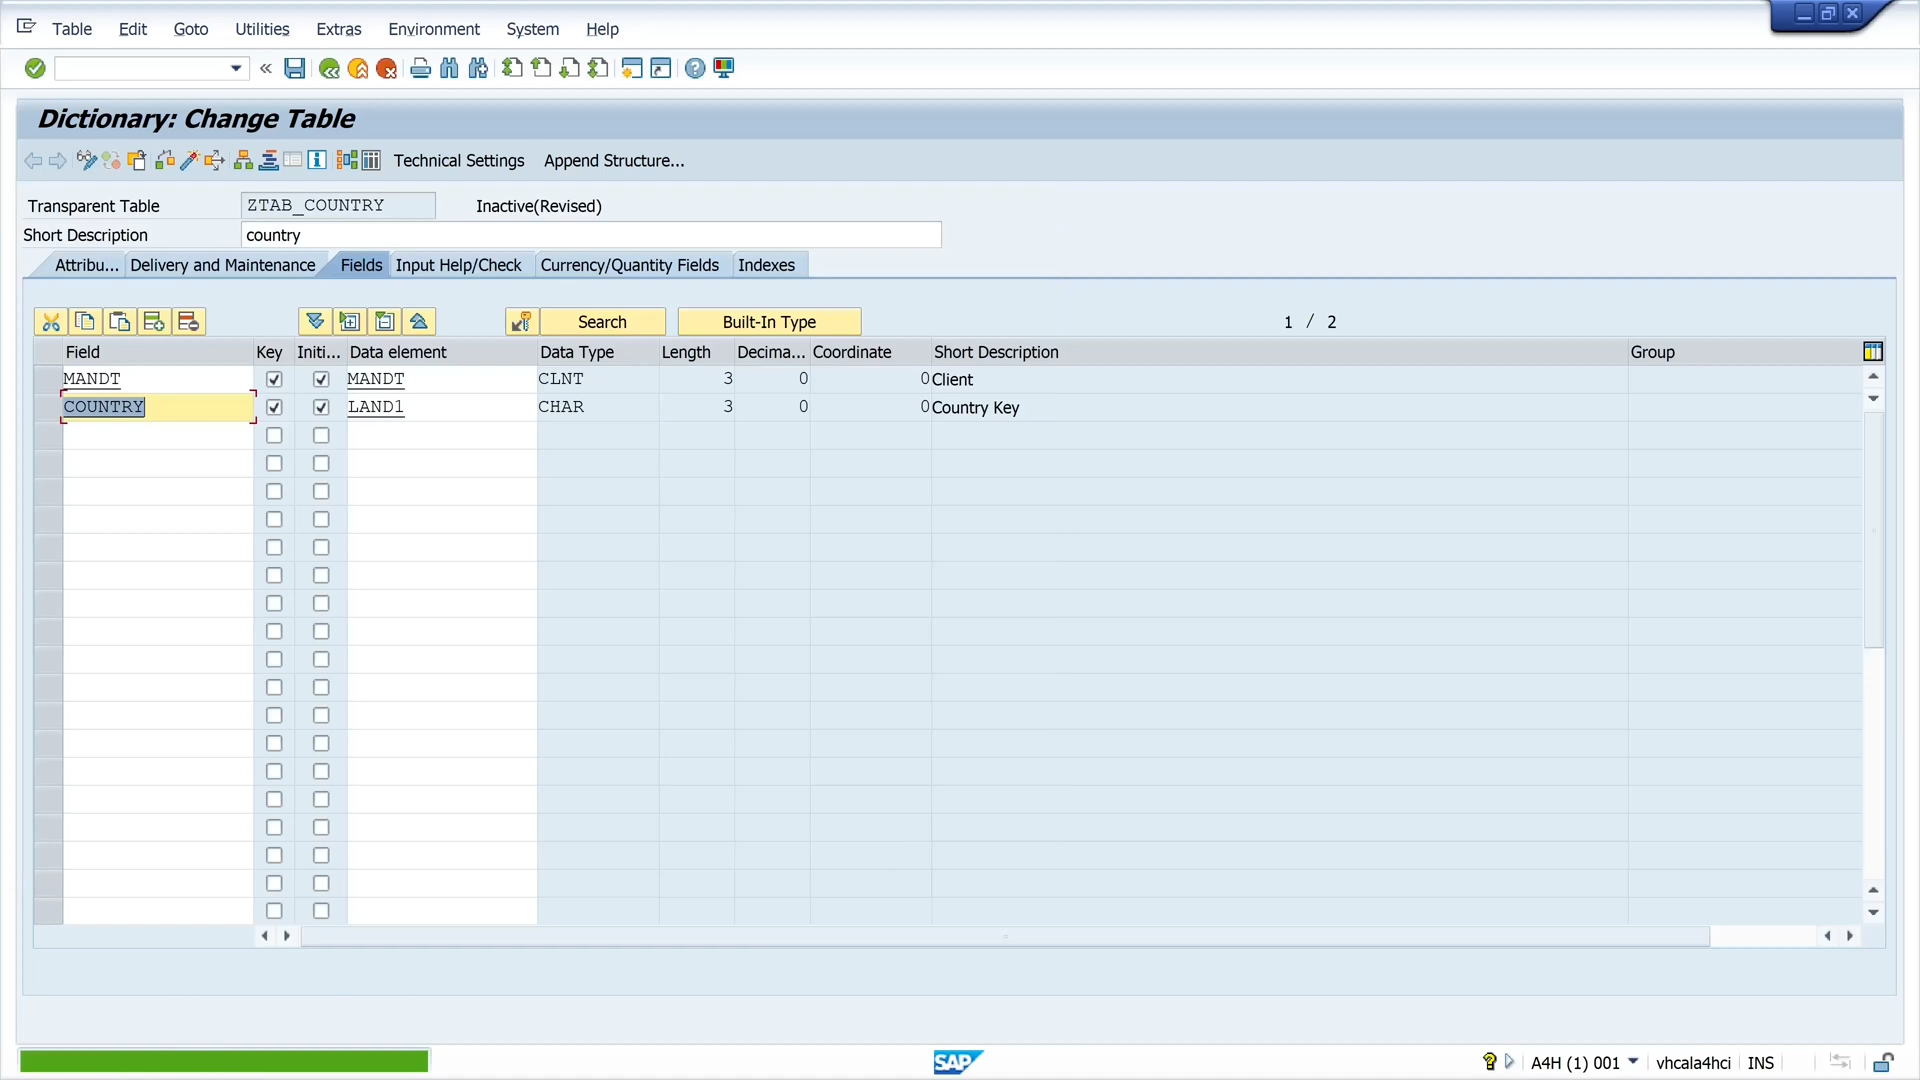 Table Edit Goto Utilities Extras Environment System Help
Dictionary: Change Table
Technical Settings Append Structure...
Transparent Table ZTAB_COUNTRY Inactive(Revised)
Short Description country
Attribu... Delivery and Maintenance Fields Input Help/Check Currency/Quantity Fields Indexes
Search Built-In Type 1 / 2
Field Key Initi... Data element Data Type Length Decima... Coordinate Short Description Group
MANDT MANDT CLNT 3 0 0 Client
COUNTRY LAND1 CHAR 3 0 0 Country Key
SAP A4H (1) 001 vhcala4hci INS